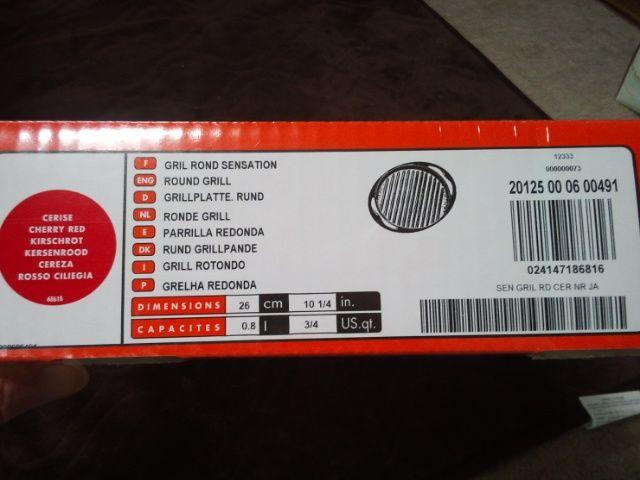 CERISE
CHERRY RED
KIRSCHROT
KERSENROOD
CEREZA
ROSSO CILIEGIA
F GRIL ROND SENSATION
ENG ROUND GRILL
D GRILLPLATTE. RUND
NL RONDE GRILL
E PARRILLA REDONDA
DK RUND GRILLPANDE
I GRILL ROTONDO
P GRELHA REDONDA
DIMENSIONS 26 cm 10 1/4 in.
CAPACITES 0.8 l 3/4 US.qt.
12333
000000073
20125 00 06 00491
024147186816
SEN GRIL RD CER NR JA